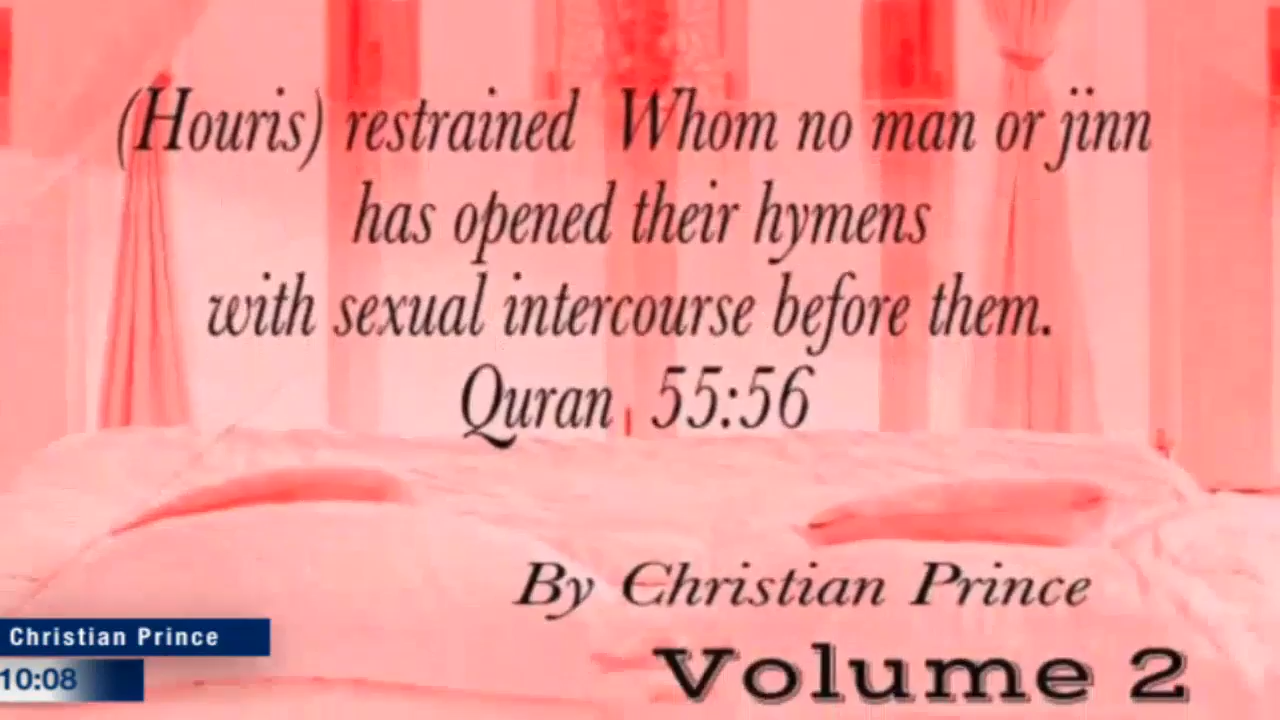 (Houris) restrained Whom no man or jinn
has opened their hymens
with sexual intercourse before them.
Quran 55:56
By Christian Prince
Volume 2
Christian Prince
10:08